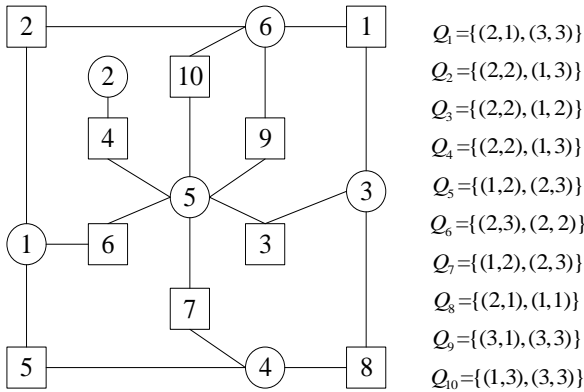 2 6 1 Q₁={(2,1),(3,3)}
2 10 Q₂={(2,2),(1,3)}
4 9 Q₃={(2,2),(1,2)}
Q₄={(2,2),(1,3)}
5 3 Q₅={(1,2),(2,3)}
1 6 3 Q₆={(2,3),(2,2)}
7 Q₇={(1,2),(2,3)}
Q₈={(2,1),(1,1)}
5 4 8 Q₉={(3,1),(3,3)}
Q₁₀={(1,3),(3,3)}